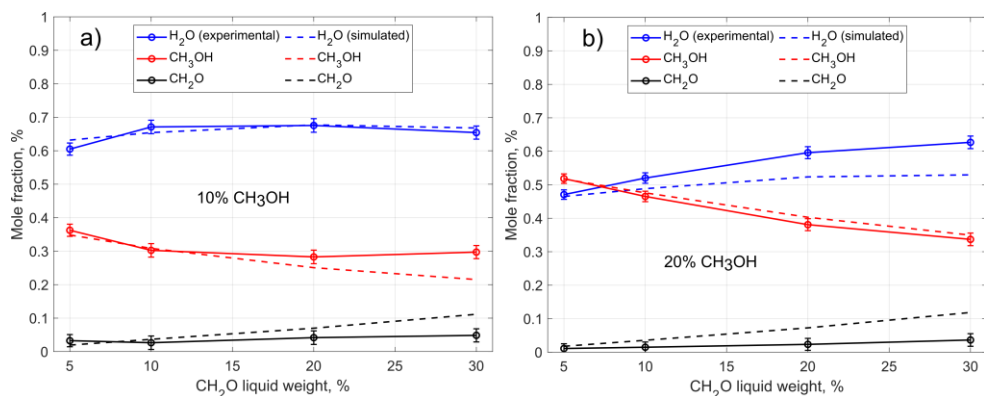 a)
H₂O (experimental) H₂O (simulated)
CH₃OH CH₃OH
CH₂O CH₂O
1
0.9
0.8
0.7
0.6
0.5
0.4
0.3
0.2
0.1
0
Mole fraction, %
10% CH₃OH
5 10 15 20 25 30
CH₂O liquid weight, %
b)
H₂O (experimental) H₂O (simulated)
CH₃OH CH₃OH
CH₂O CH₂O
1
0.9
0.8
0.7
0.6
0.5
0.4
0.3
0.2
0.1
0
Mole fraction, %
20% CH₃OH
5 10 15 20 25 30
CH₂O liquid weight, %